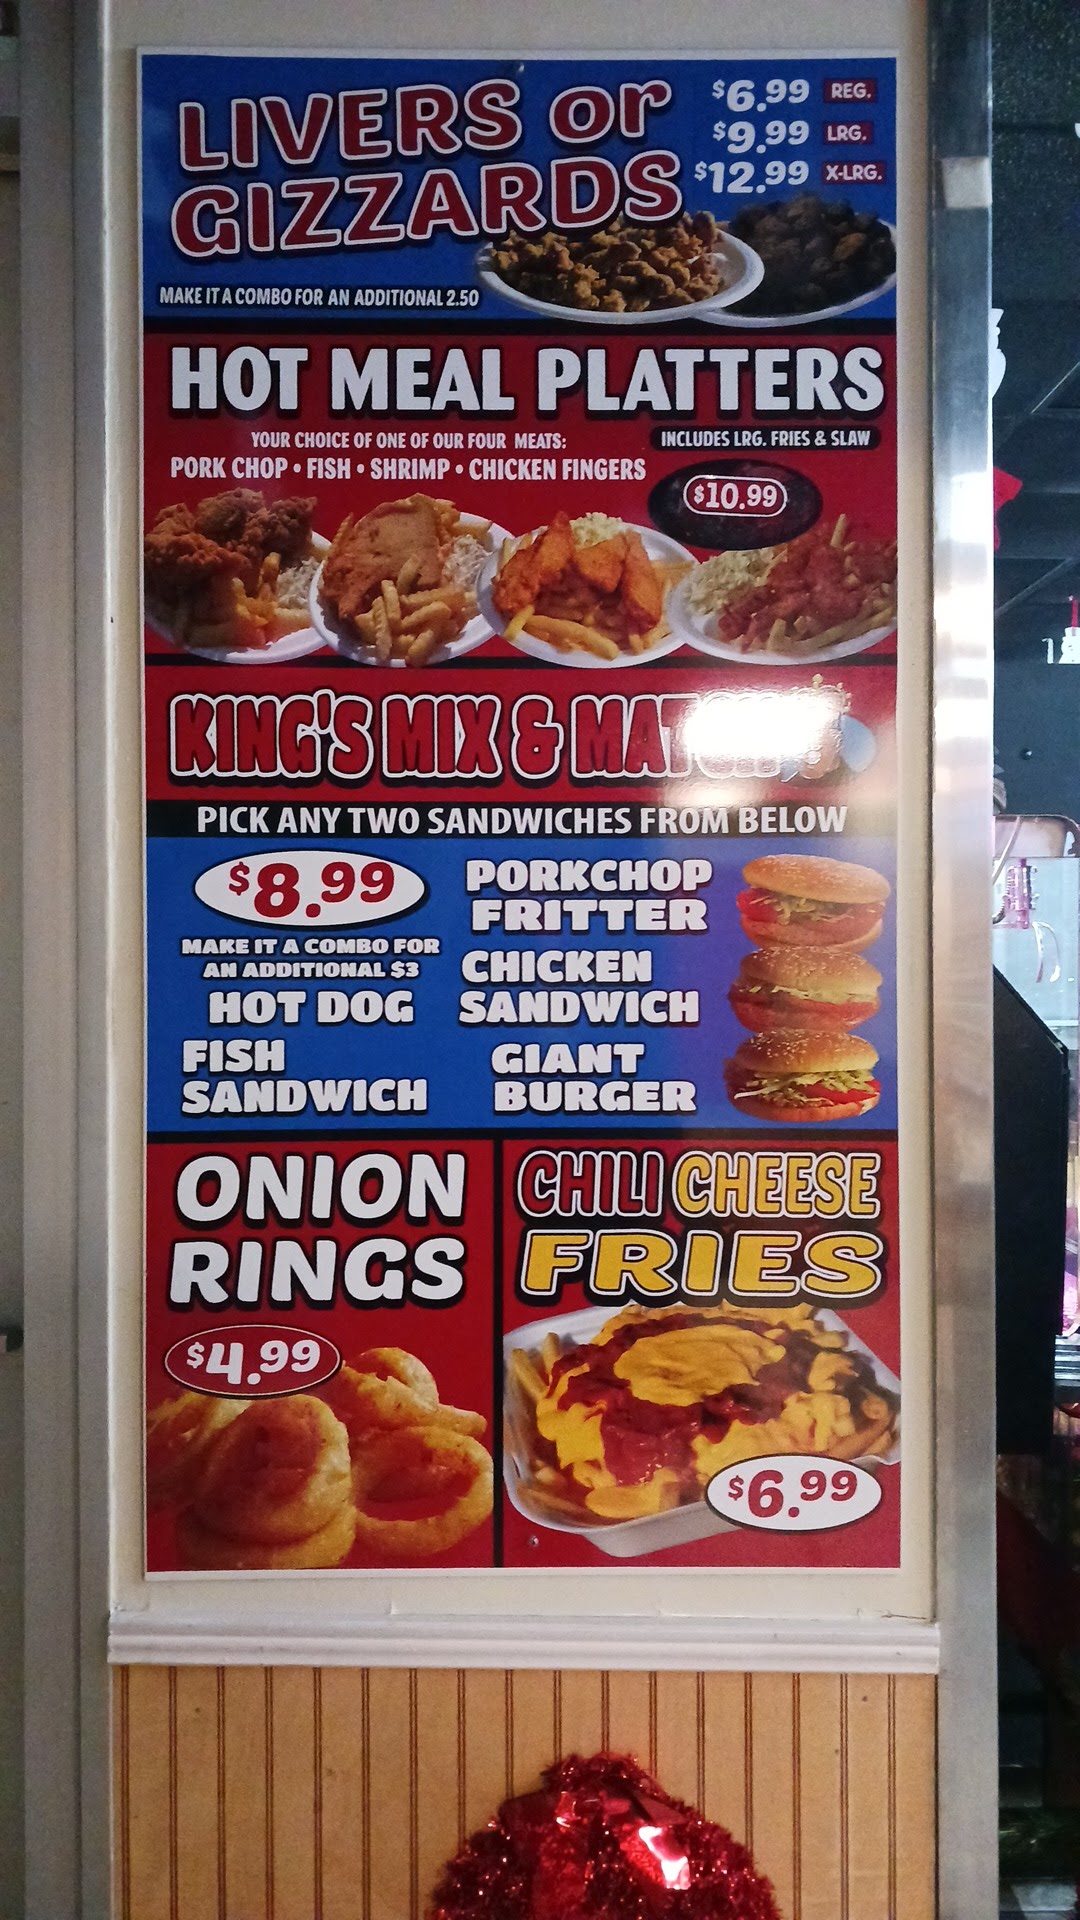 LIVERS or
GIZZARDS
$6.99 REG.
$9.99 LRG.
$12.99 X-LRG.
MAKE IT A COMBO FOR AN ADDITIONAL 2.50
HOT MEAL PLATTERS
YOUR CHOICE OF ONE OF OUR FOUR MEATS:
PORK CHOP • FISH • SHRIMP • CHICKEN FINGERS
INCLUDES LRG. FRIES & SLAW
$10.99
KING'S MIX &
PICK ANY TWO SANDWICHES FROM BELOW
$8.99
MAKE IT A COMBO FOR
AN ADDITIONAL $3
HOT DOG
FISH
SANDWICH
PORKCHOP
FRITTER
CHICKEN
SANDWICH
GIANT
BURGER
ONION
RINGS
$4.99
CHILI CHEESE
FRIES
$6.99